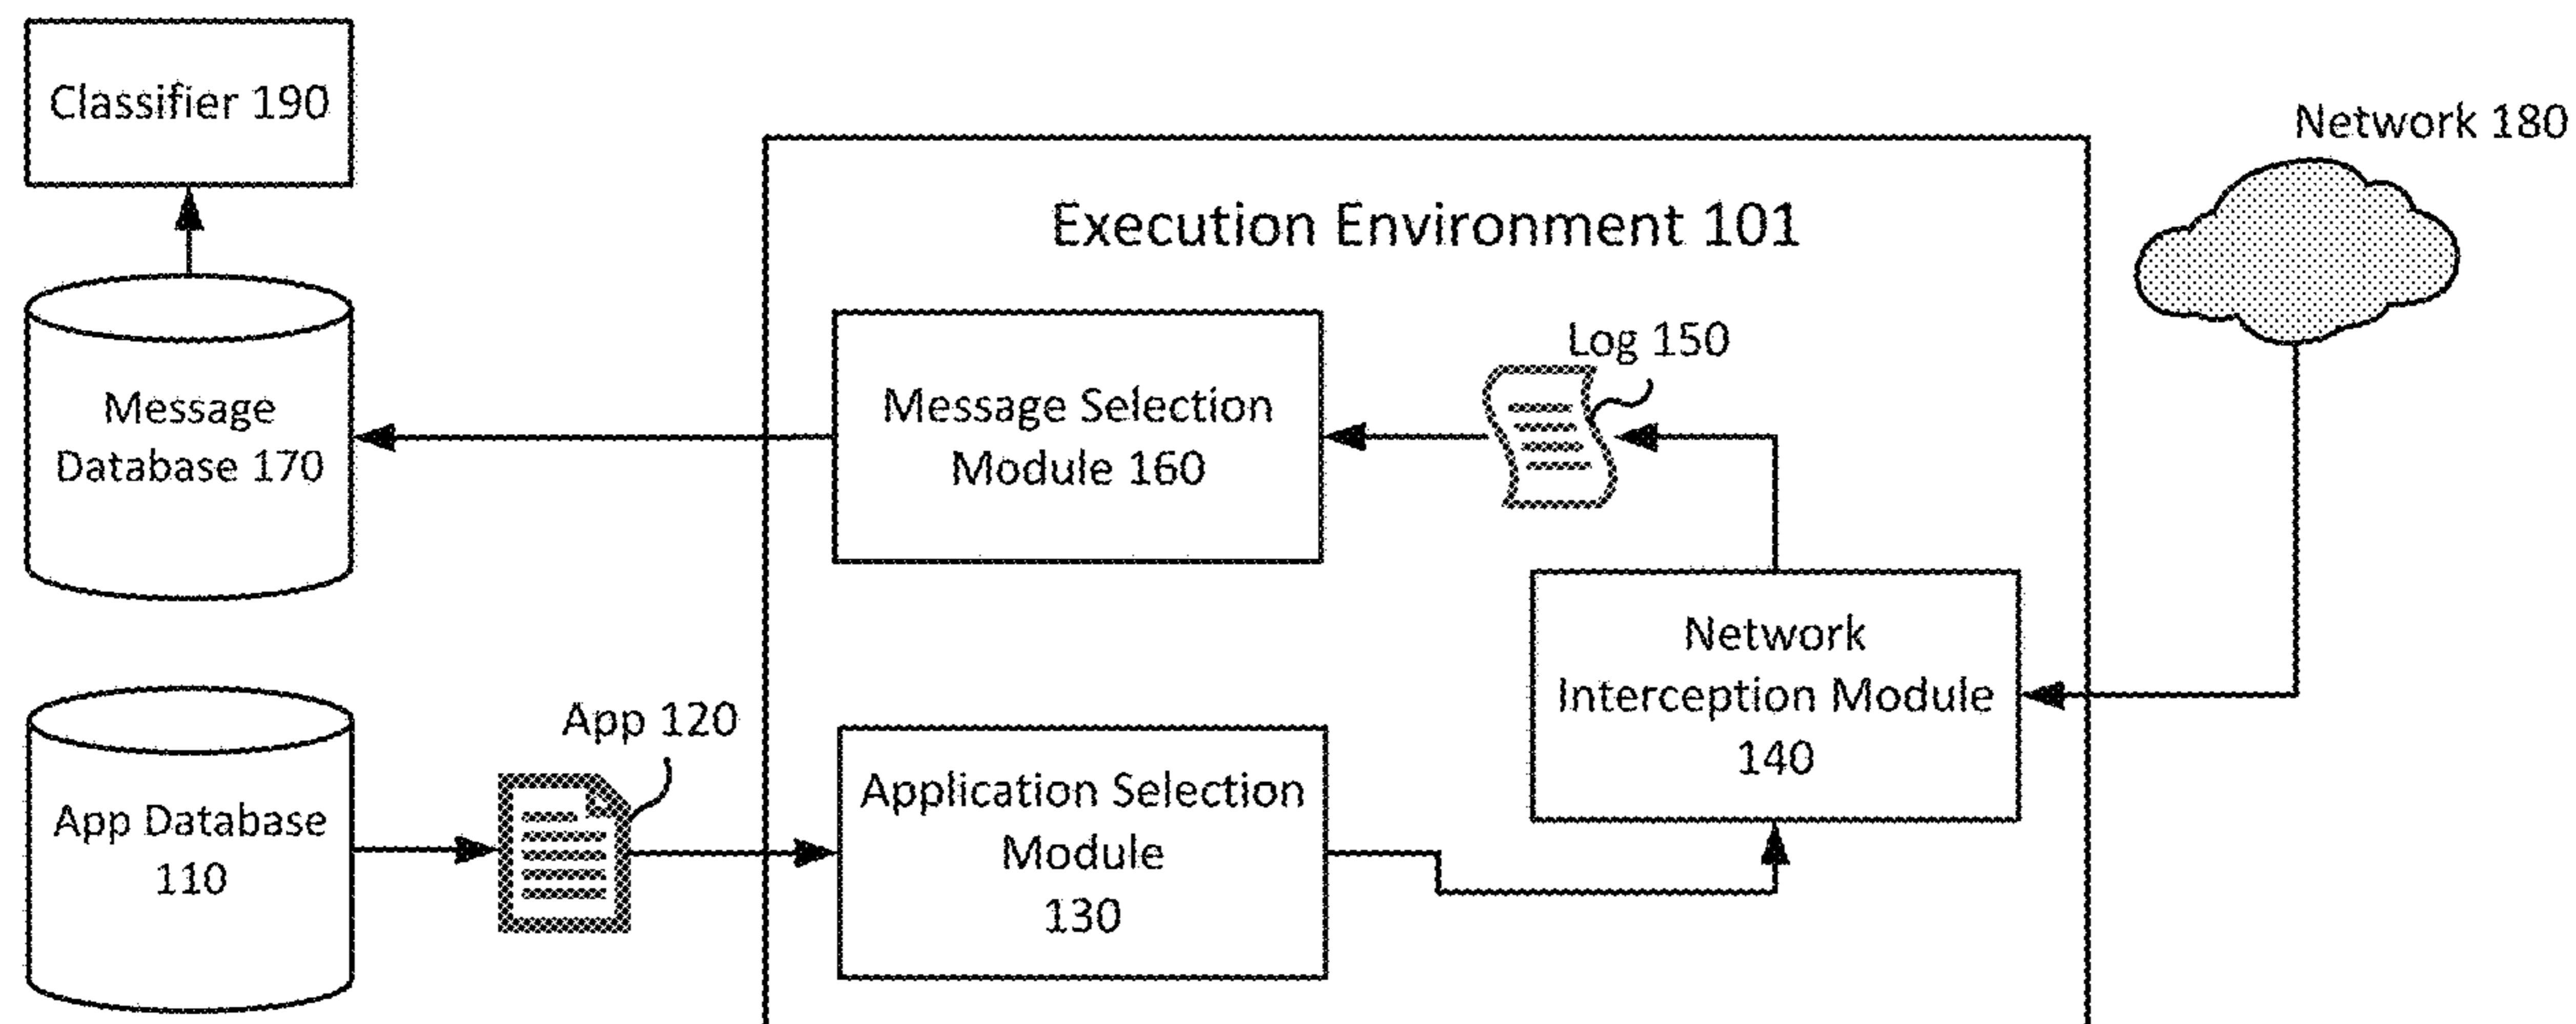 Classifier 190
Network 180
Execution Environment 101
Log 150
Message Selection
Module 160
Message
Database 170
Network
Interception Module
140
App 120
Application Selection
Module
130
App Database
110